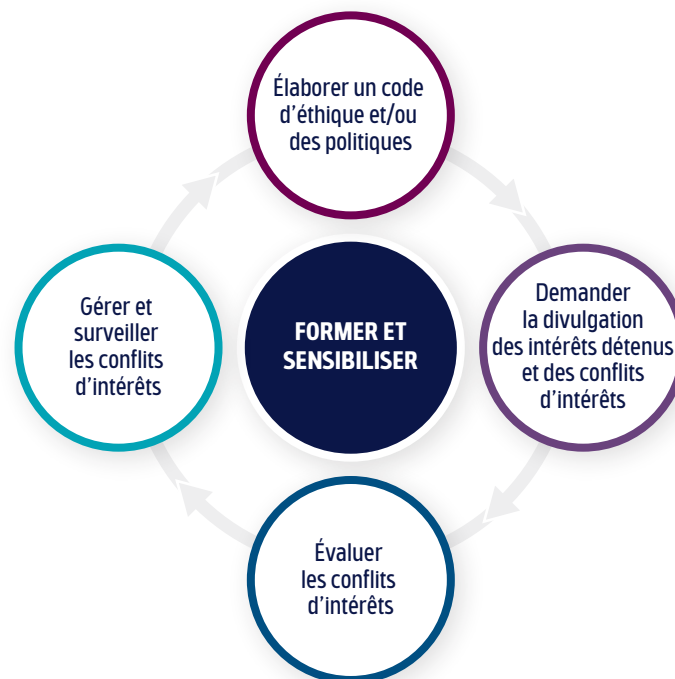 Élaborer un code
d'éthique et/ou
des politiques
Demander
la divulgation
des intérêts détenus
et des conflits
d'intérêts
Évaluer
les conflits
d'intérêts
Gérer et
surveiller
les conflits
d'intérêts
FORMER ET
SENSIBILISER